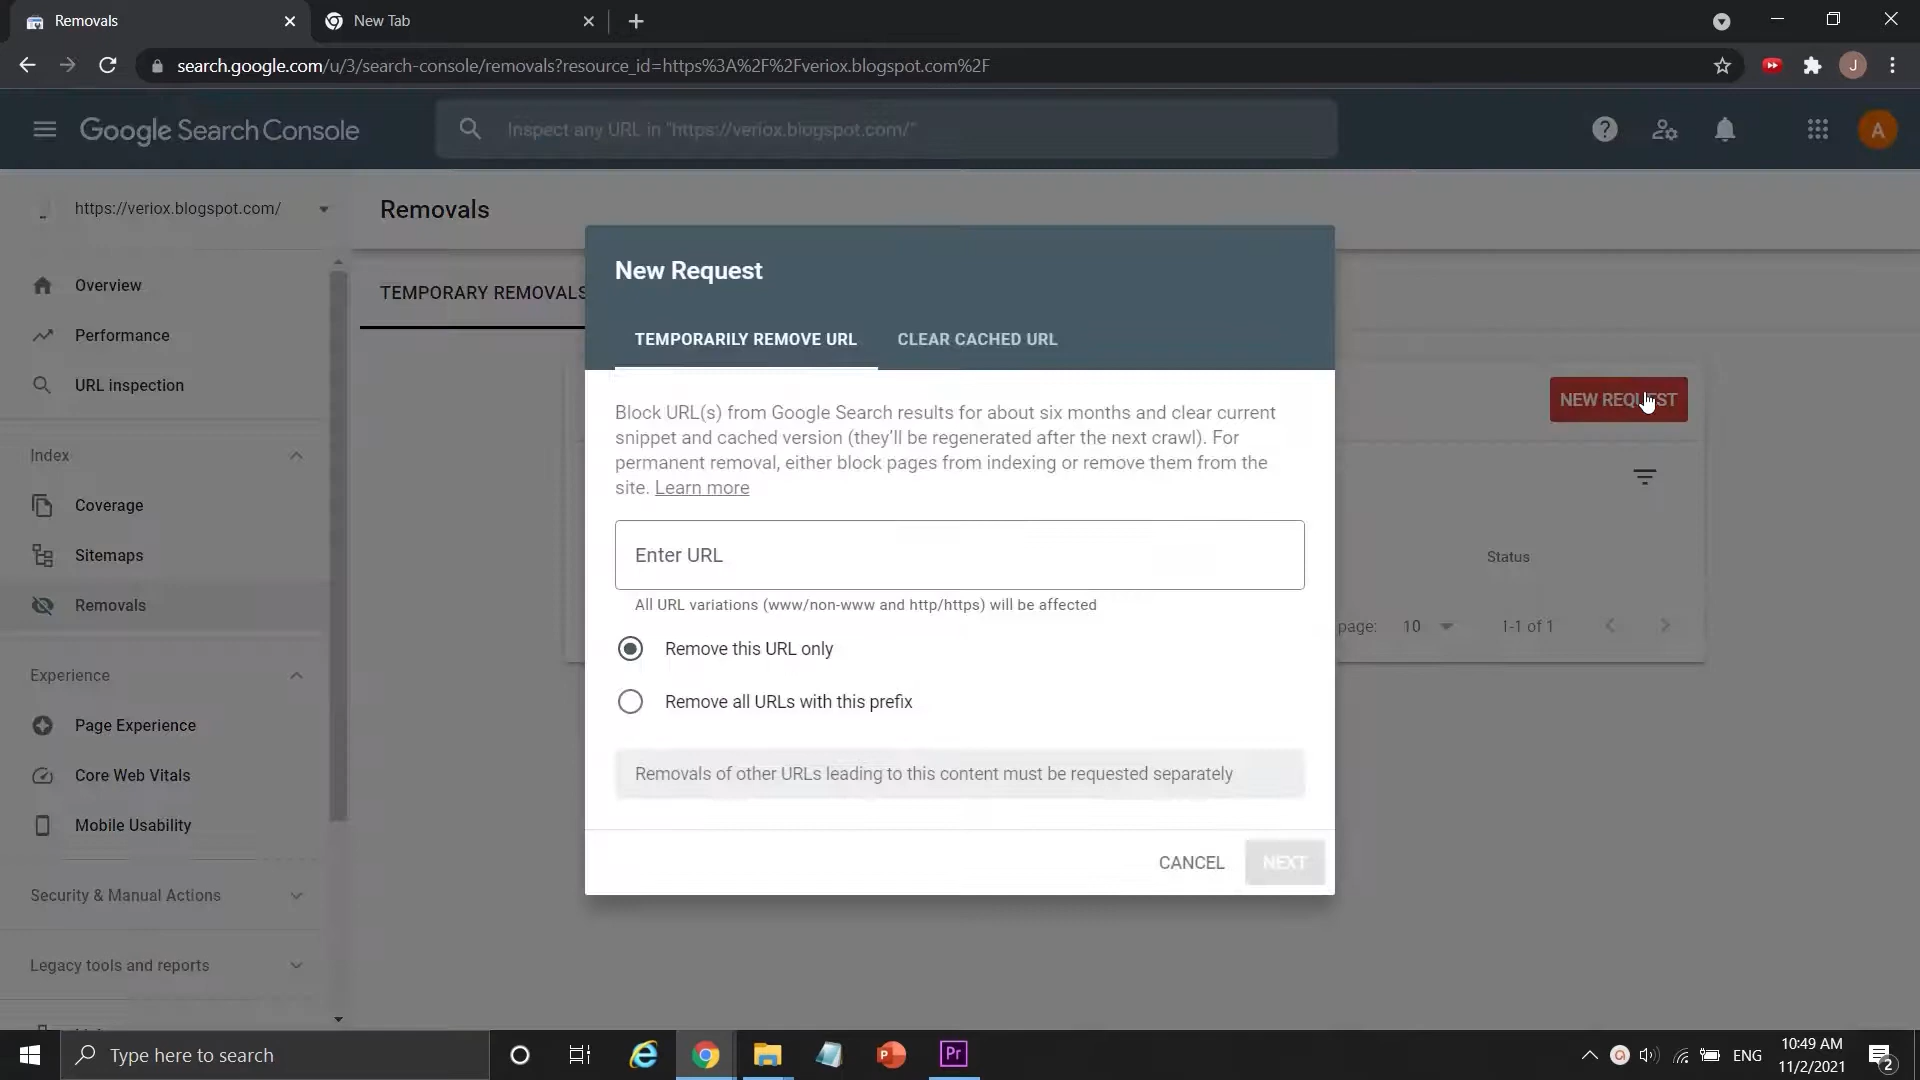 Removals
New Tab
search.google.com/u/3/search-console/removals?resource_id=https%3A%2F%2Fveriox.blogspot.com%2F
J
Google Search Console
Inspect any URL in "https://veriox.blogspot.com/"
A
https://veriox.blogspot.com/
Removals
Overview
Performance
URL inspection
Index
Coverage
Sitemaps
Removals
Experience
Page Experience
Core Web Vitals
Mobile Usability
Security & Manual Actions
Legacy tools and reports
TEMPORARY REMOVALS
NEW REQUEST
Status
page: 10 1-1 of 1
New Request
TEMPORARILY REMOVE URL CLEAR CACHED URL
Block URL(s) from Google Search results for about six months and clear current
snippet and cached version (they'll be regenerated after the next crawl). For
permanent removal, either block pages from indexing or remove them from the
site. Learn more
Enter URL
All URL variations (www/non-www and http/https) will be affected
Remove this URL only
Remove all URLs with this prefix
Removals of other URLs leading to this content must be requested separately
CANCEL NEXT
Type here to search
P
Pr
ENG
10:49 AM
11/2/2021
2